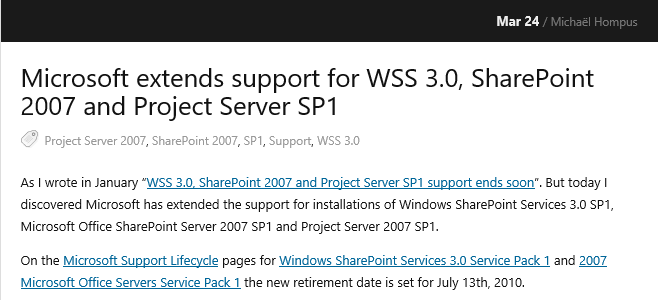 Mar 24 / Michaël Hompus
Microsoft extends support for WSS 3.0, SharePoint
2007 and Project Server SP1
Project Server 2007, SharePoint 2007, SP1, Support, WSS 3.0
As I wrote in January “WSS 3.0, SharePoint 2007 and Project Server SP1 support ends soon”. But today I
discovered Microsoft has extended the support for installations of Windows SharePoint Services 3.0 SP1,
Microsoft Office SharePoint Server 2007 SP1 and Project Server 2007 SP1.
On the Microsoft Support Lifecycle pages for Windows SharePoint Services 3.0 Service Pack 1 and 2007
Microsoft Office Servers Service Pack 1 the new retirement date is set for July 13th, 2010.